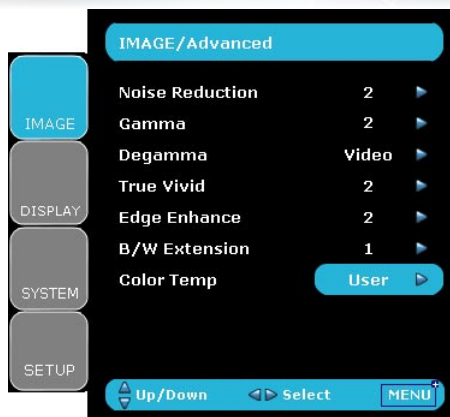 IMAGE/Advanced
IMAGE
DISPLAY
SYSTEM
SETUP
Noise Reduction 2
Gamma 2
Degamma Video
True Vivid 2
Edge Enhance 2
B/W Extension 1
Color Temp User
Up/Down Select MENU